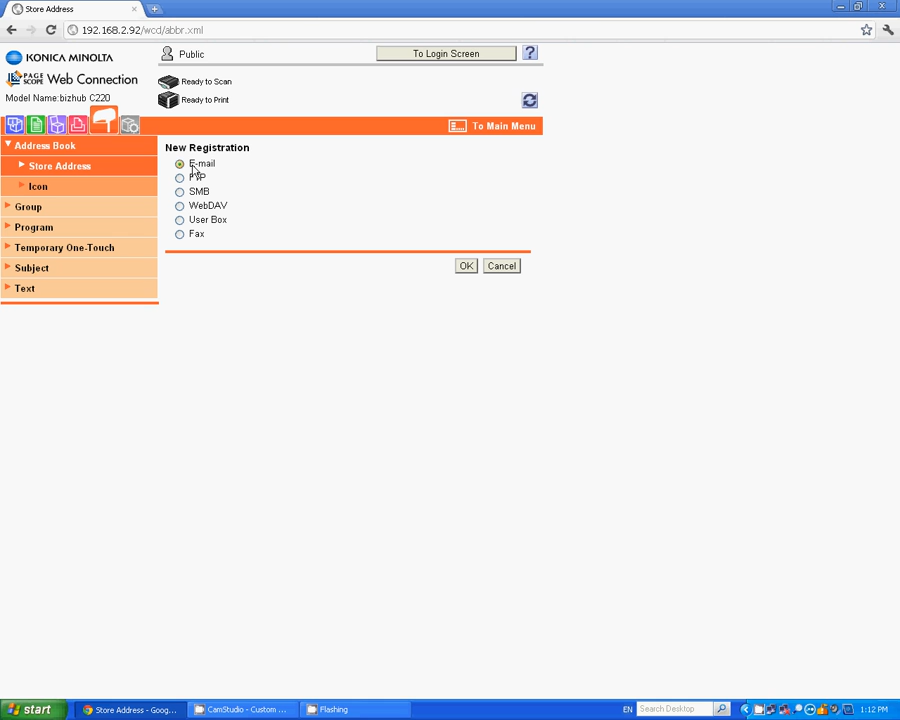 Store Address
192.168.2.92/wcd/abbr.xml
KONICA MINOLTA
Public
To Login Screen
?
PAGE SCOPE Web Connection
Ready to Scan
Model Name:bizhub C220
Ready to Print
To Main Menu
Address Book
Store Address
Icon
Group
Program
Temporary One-Touch
Subject
Text
New Registration
E-mail
FTP
SMB
WebDAV
User Box
Fax
OK
Cancel
start
Store Address - Goog...
CamStudio - Custom ...
Flashing
EN
Search Desktop
1:12 PM